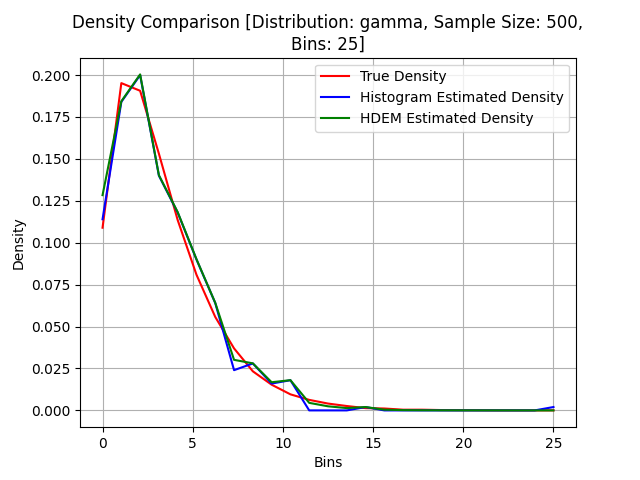 Density Comparison [Distribution: gamma, Sample Size: 500,
Bins: 25]
True Density
Histogram Estimated Density
HDEM Estimated Density
Density
0.200
0.175
0.150
0.125
0.100
0.075
0.050
0.025
0.000
0 5 10 15 20 25
Bins